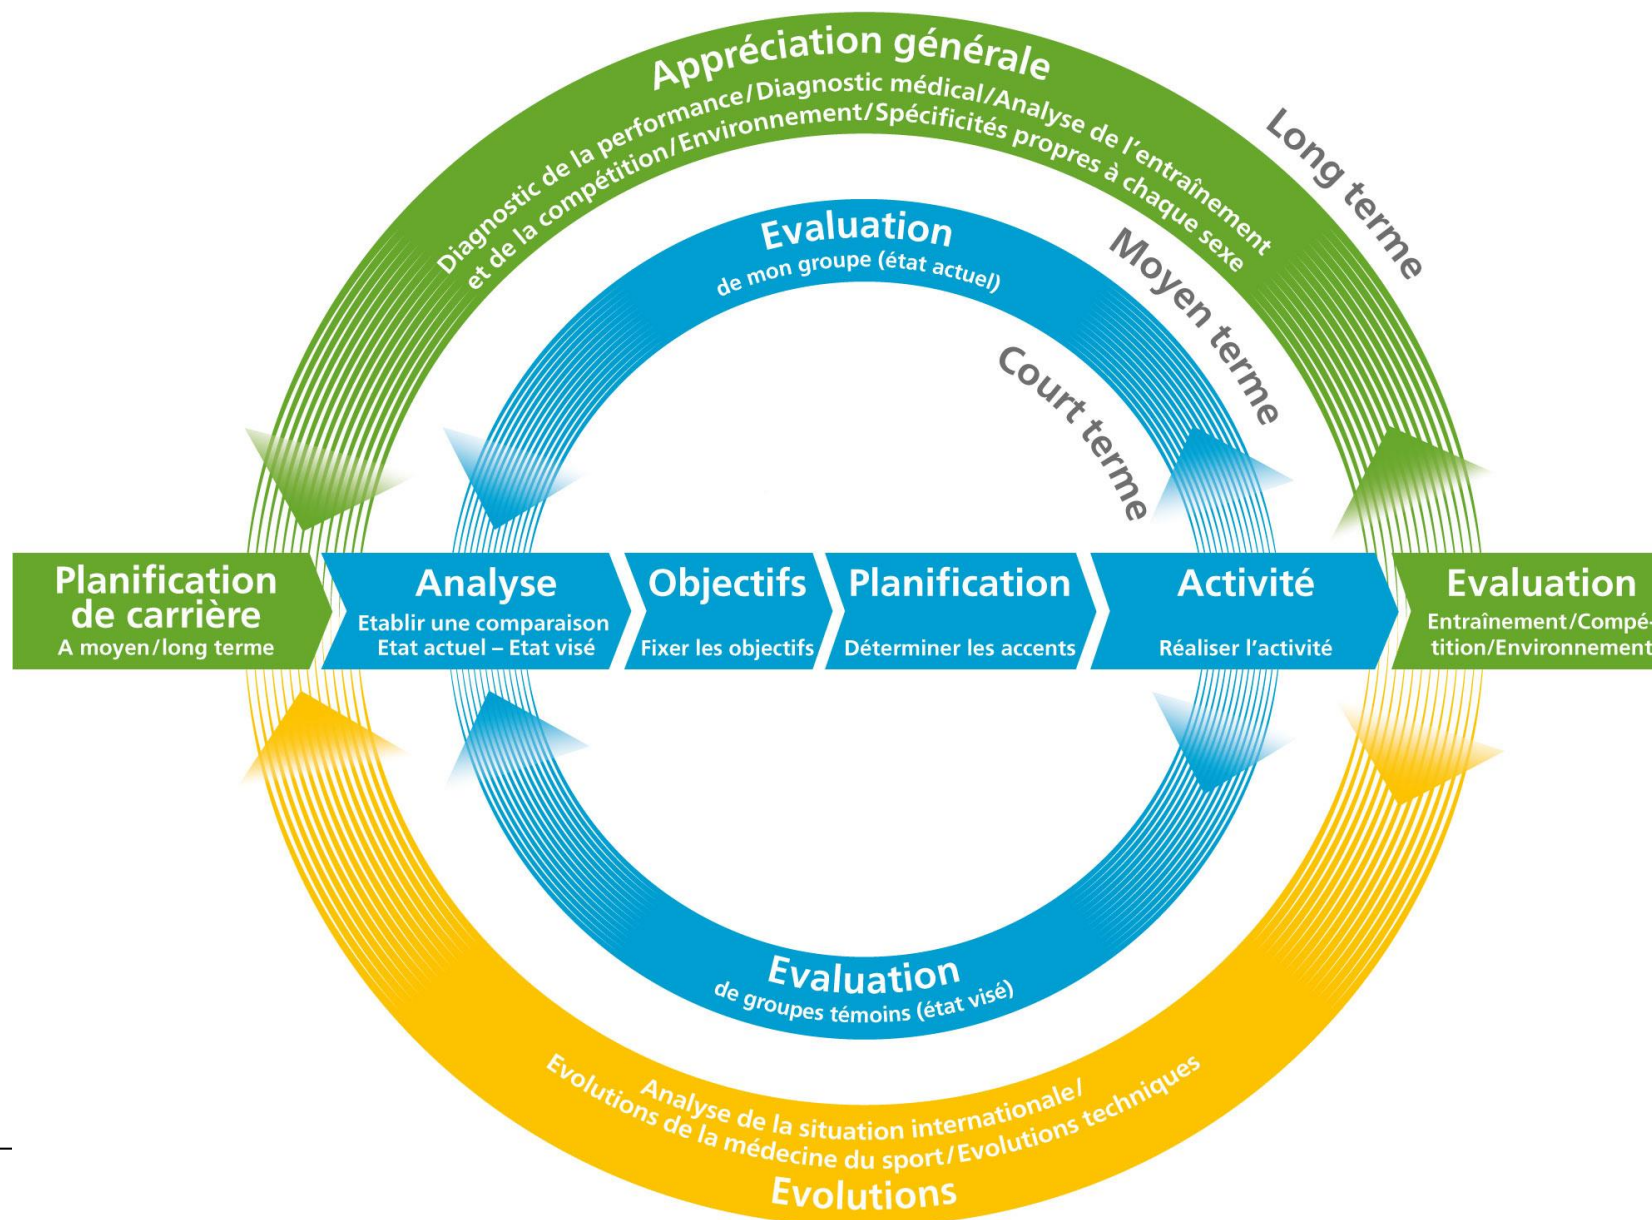 Appréciation générale
Diagnostic de la performance/Diagnostic médical/Analyse de l'entraînement
et de la compétition/Environnement/Spécificités propres à chaque sexe
Long terme
Evaluation
de mon groupe (état actuel)
Moyen terme
Court terme
Planification
de carrière
A moyen/long terme
Analyse
Etablir une comparaison
Etat actuel – Etat visé
Objectifs
Fixer les objectifs
Planification
Déterminer les accents
Activité
Réaliser l'activité
Evaluation
Entraînement/Compé-
tition/Environnement
Evaluation
de groupes témoins (état visé)
Analyse de la situation internationale/
Evolutions de la médecine du sport/Evolutions techniques
Evolutions